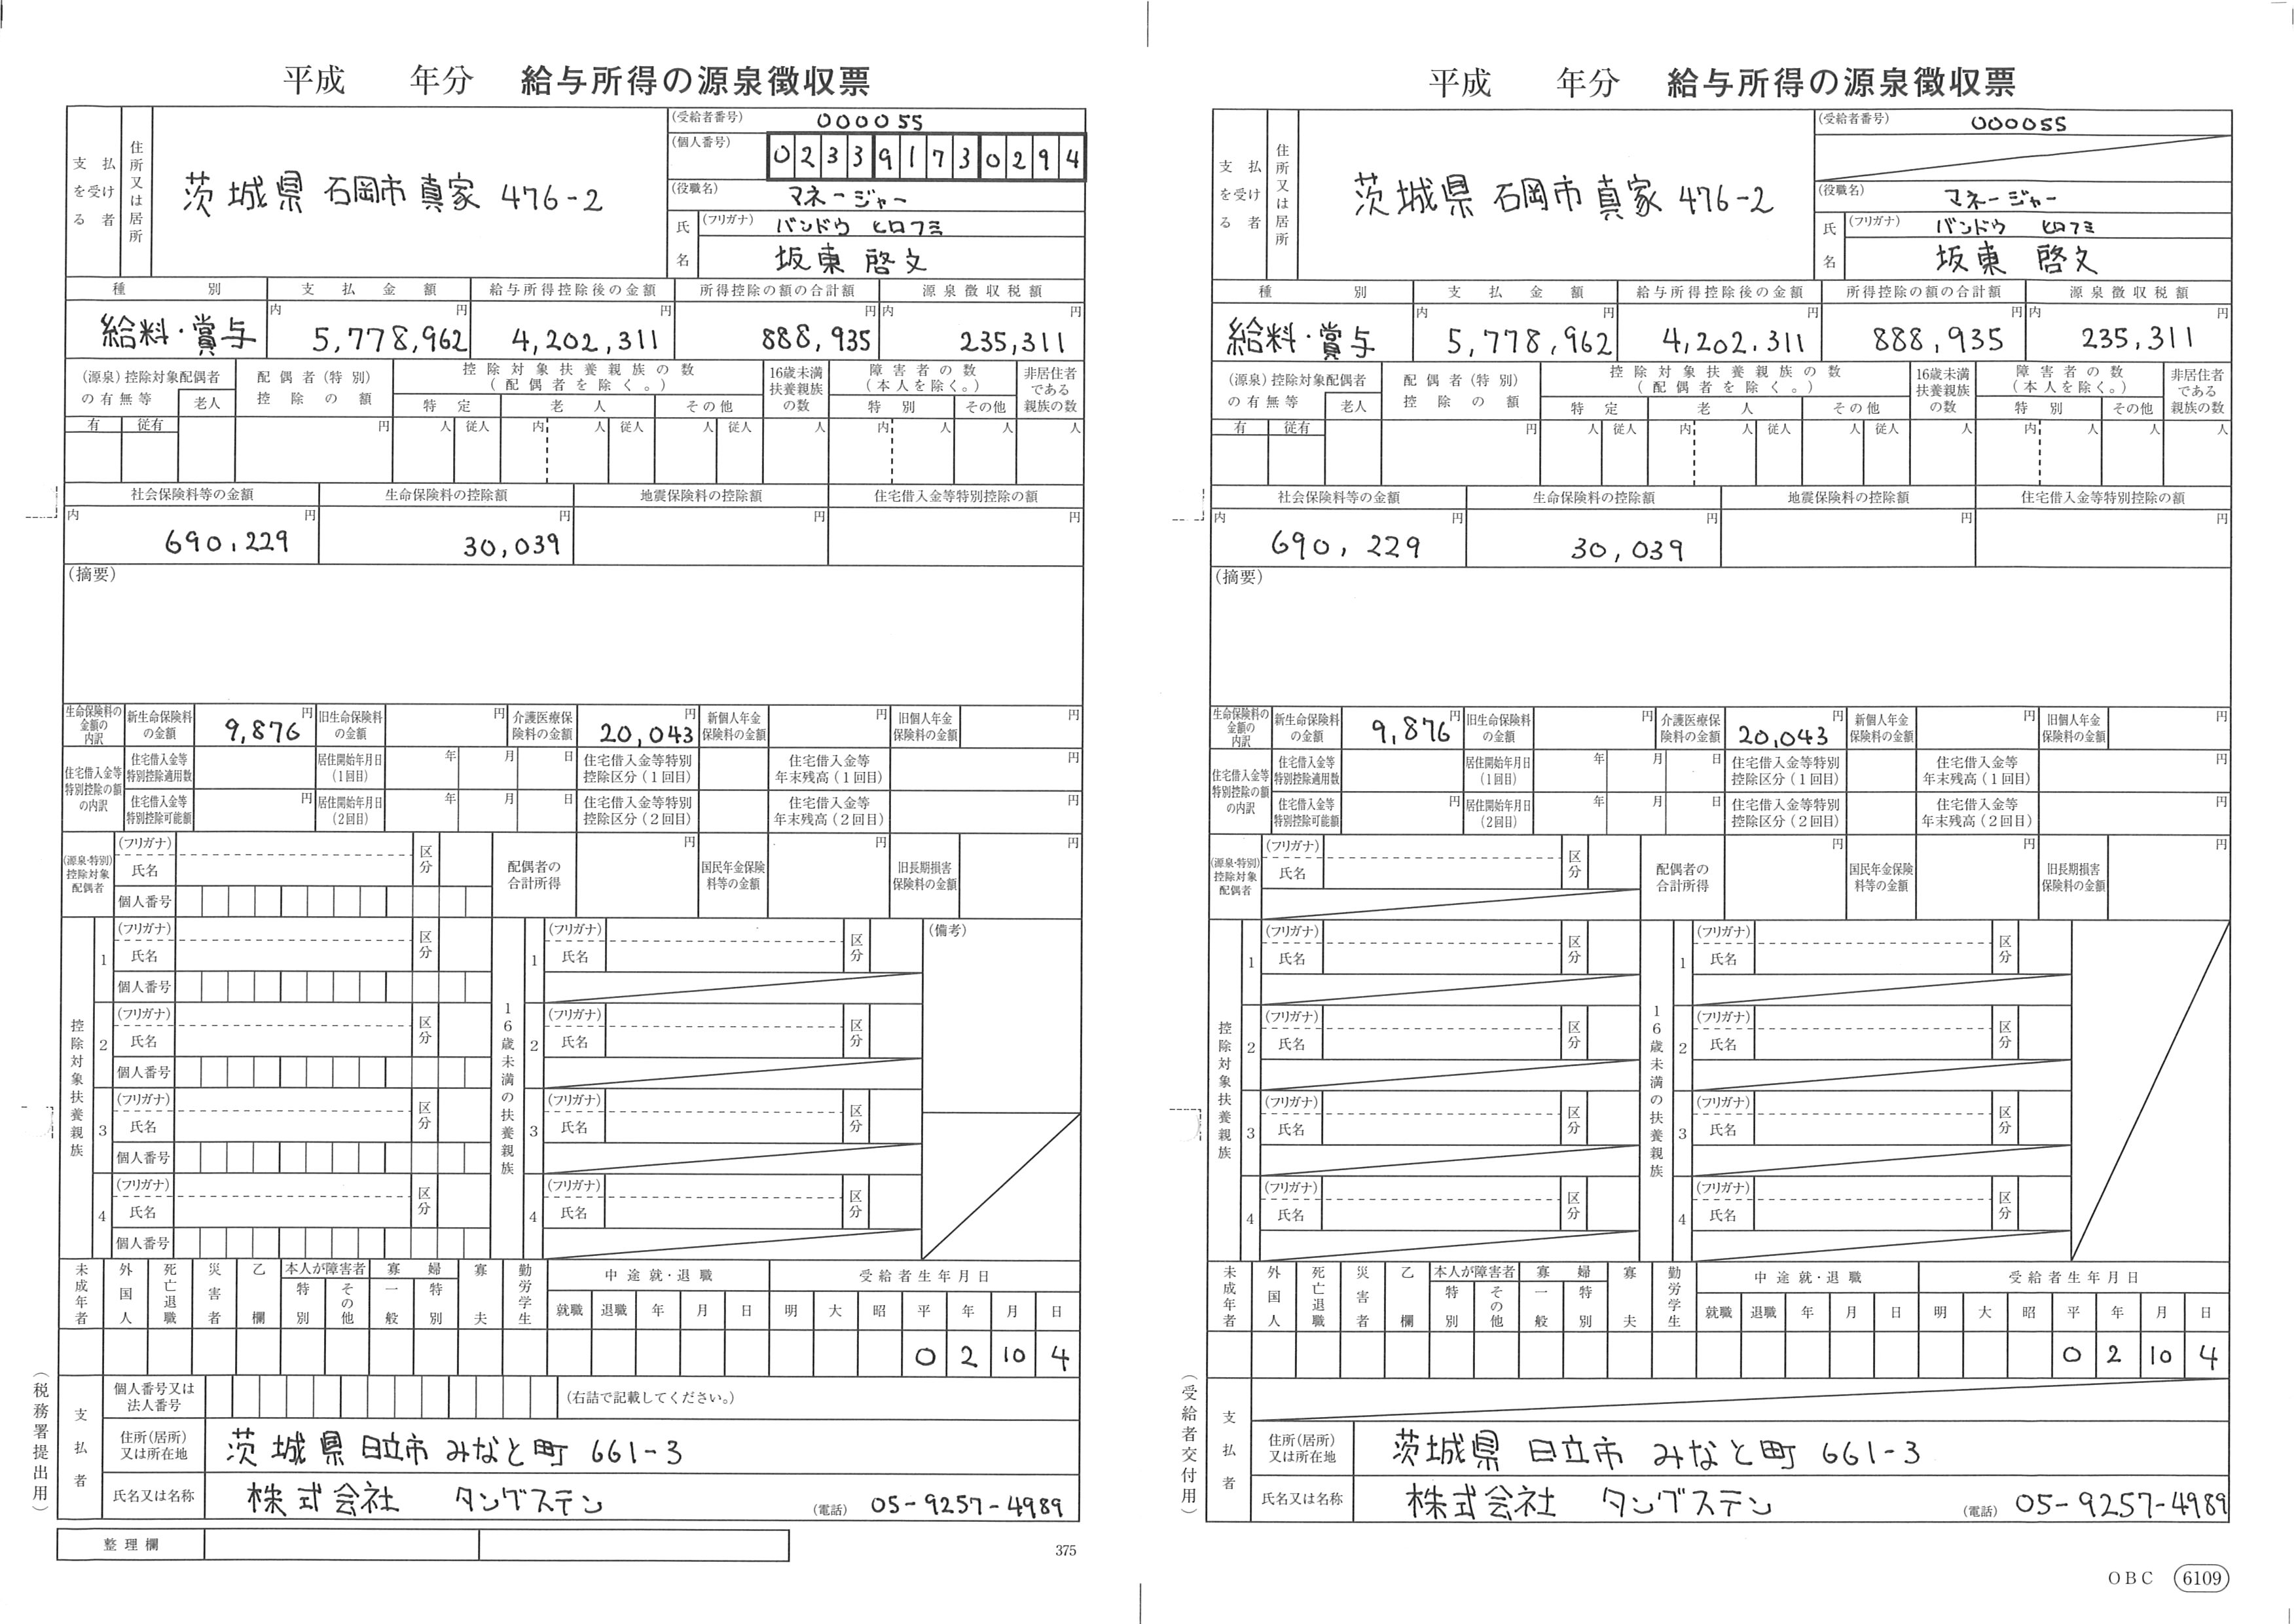 平成 年分 給与所得の源泉徴収票
支払を受ける者
住所又は居所
茨城県 石岡市 真家 476-2
(受給者番号) 000055
(個人番号) 023391730294
(役職名) マネージャー
氏名
(フリガナ) バンドウ ヒロフミ
坂東 啓文
種別 支払金額 給与所得控除後の金額 所得控除の額の合計額 源泉徴収税額
内 円 円 円 内 円
給料・賞与 5,778,962 4,202,311 888,935 235,311
(源泉)控除対象配偶者の有無等 老人
配偶者(特別)控除の額
控除対象扶養親族の数(配偶者を除く。)
特定 老人 その他
16歳未満扶養親族の数
障害者の数(本人を除く。)
特別 その他
非居住者である親族の数
有 従有 円 人 従人 内 人 従人 人 従人 人 内 人 人 人
社会保険料等の金額 生命保険料の控除額 地震保険料の控除額 住宅借入金等特別控除の額
内 円 円 円 円
690,229 30,039
(摘要)
生命保険料の金額の内訳
新生命保険料の金額 9,876 円 旧生命保険料の金額 円 介護医療保険料の金額 20,043 円 新個人年金保険料の金額 円 旧個人年金保険料の金額 円
住宅借入金等特別控除の額の内訳
住宅借入金等特別控除適用数 居住開始年月日(1回目) 年 月 日 住宅借入金等特別控除区分(1回目) 住宅借入金等年末残高(1回目) 円
住宅借入金等特別控除可能額 円 居住開始年月日(2回目) 年 月 日 住宅借入金等特別控除区分(2回目) 住宅借入金等年末残高(2回目) 円
(源泉・特別)控除対象配偶者
(フリガナ)
氏名 区分
個人番号
配偶者の合計所得 円 国民年金保険料等の金額 円 旧長期損害保険料の金額 円
控除対象扶養親族
16歳未満の扶養親族
1 (フリガナ) 氏名 区分 個人番号 1 (フリガナ) 氏名 区分 (備考)
2 (フリガナ) 氏名 区分 個人番号 2 (フリガナ) 氏名 区分
3 (フリガナ) 氏名 区分 個人番号 3 (フリガナ) 氏名 区分
4 (フリガナ) 氏名 区分 個人番号 4 (フリガナ) 氏名 区分
未成年者 外国人 死亡退職 災害者 乙欄 本人が障害者 特別 その他 寡婦 一般 特別 寡夫 勤労学生
中途就・退職 受給者生年月日
就職 退職 年 月 日 明 大 昭 平 年 月 日
0 2 10 4
(税務署提出用)
支払者
個人番号又は法人番号 (右詰で記載してください。)
住所(居所)又は所在地 茨城県 日立市 みなと町 661-3
氏名又は名称 株式会社 タングステン (電話) 05-9257-4989
整理欄
375
平成 年分 給与所得の源泉徴収票
支払を受ける者
住所又は居所
茨城県 石岡市 真家 476-2
(受給者番号) 000055
(役職名) マネージャー
氏名
(フリガナ) バンドウ ヒロフミ
坂東 啓文
種別 支払金額 給与所得控除後の金額 所得控除の額の合計額 源泉徴収税額
内 円 円 円 内 円
給料・賞与 5,778,962 4,202,311 888,935 235,311
(源泉)控除対象配偶者の有無等 老人
配偶者(特別)控除の額
控除対象扶養親族の数(配偶者を除く。)
特定 老人 その他
16歳未満扶養親族の数
障害者の数(本人を除く。)
特別 その他
非居住者である親族の数
有 従有 円 人 従人 内 人 従人 人 従人 人 内 人 人 人
社会保険料等の金額 生命保険料の控除額 地震保険料の控除額 住宅借入金等特別控除の額
内 円 円 円 円
690,229 30,039
(摘要)
生命保険料の金額の内訳
新生命保険料の金額 9,876 円 旧生命保険料の金額 円 介護医療保険料の金額 20,043 円 新個人年金保険料の金額 円 旧個人年金保険料の金額 円
住宅借入金等特別控除の額の内訳
住宅借入金等特別控除適用数 居住開始年月日(1回目) 年 月 日 住宅借入金等特別控除区分(1回目) 住宅借入金等年末残高(1回目) 円
住宅借入金等特別控除可能額 円 居住開始年月日(2回目) 年 月 日 住宅借入金等特別控除区分(2回目) 住宅借入金等年末残高(2回目) 円
(源泉・特別)控除対象配偶者
(フリガナ)
氏名 区分
配偶者の合計所得 円 国民年金保険料等の金額 円 旧長期損害保険料の金額 円
控除対象扶養親族
16歳未満の扶養親族
1 (フリガナ) 氏名 区分 1 (フリガナ) 氏名 区分
2 (フリガナ) 氏名 区分 2 (フリガナ) 氏名 区分
3 (フリガナ) 氏名 区分 3 (フリガナ) 氏名 区分
4 (フリガナ) 氏名 区分 4 (フリガナ) 氏名 区分
未成年者 外国人 死亡退職 災害者 乙欄 本人が障害者 特別 その他 寡婦 一般 特別 寡夫 勤労学生
中途就・退職 受給者生年月日
就職 退職 年 月 日 明 大 昭 平 年 月 日
0 2 10 4
(受給者交付用)
支払者
住所(居所)又は所在地 茨城県 日立市 みなと町 661-3
氏名又は名称 株式会社 タングステン (電話) 05-9257-4989
OBC 6109